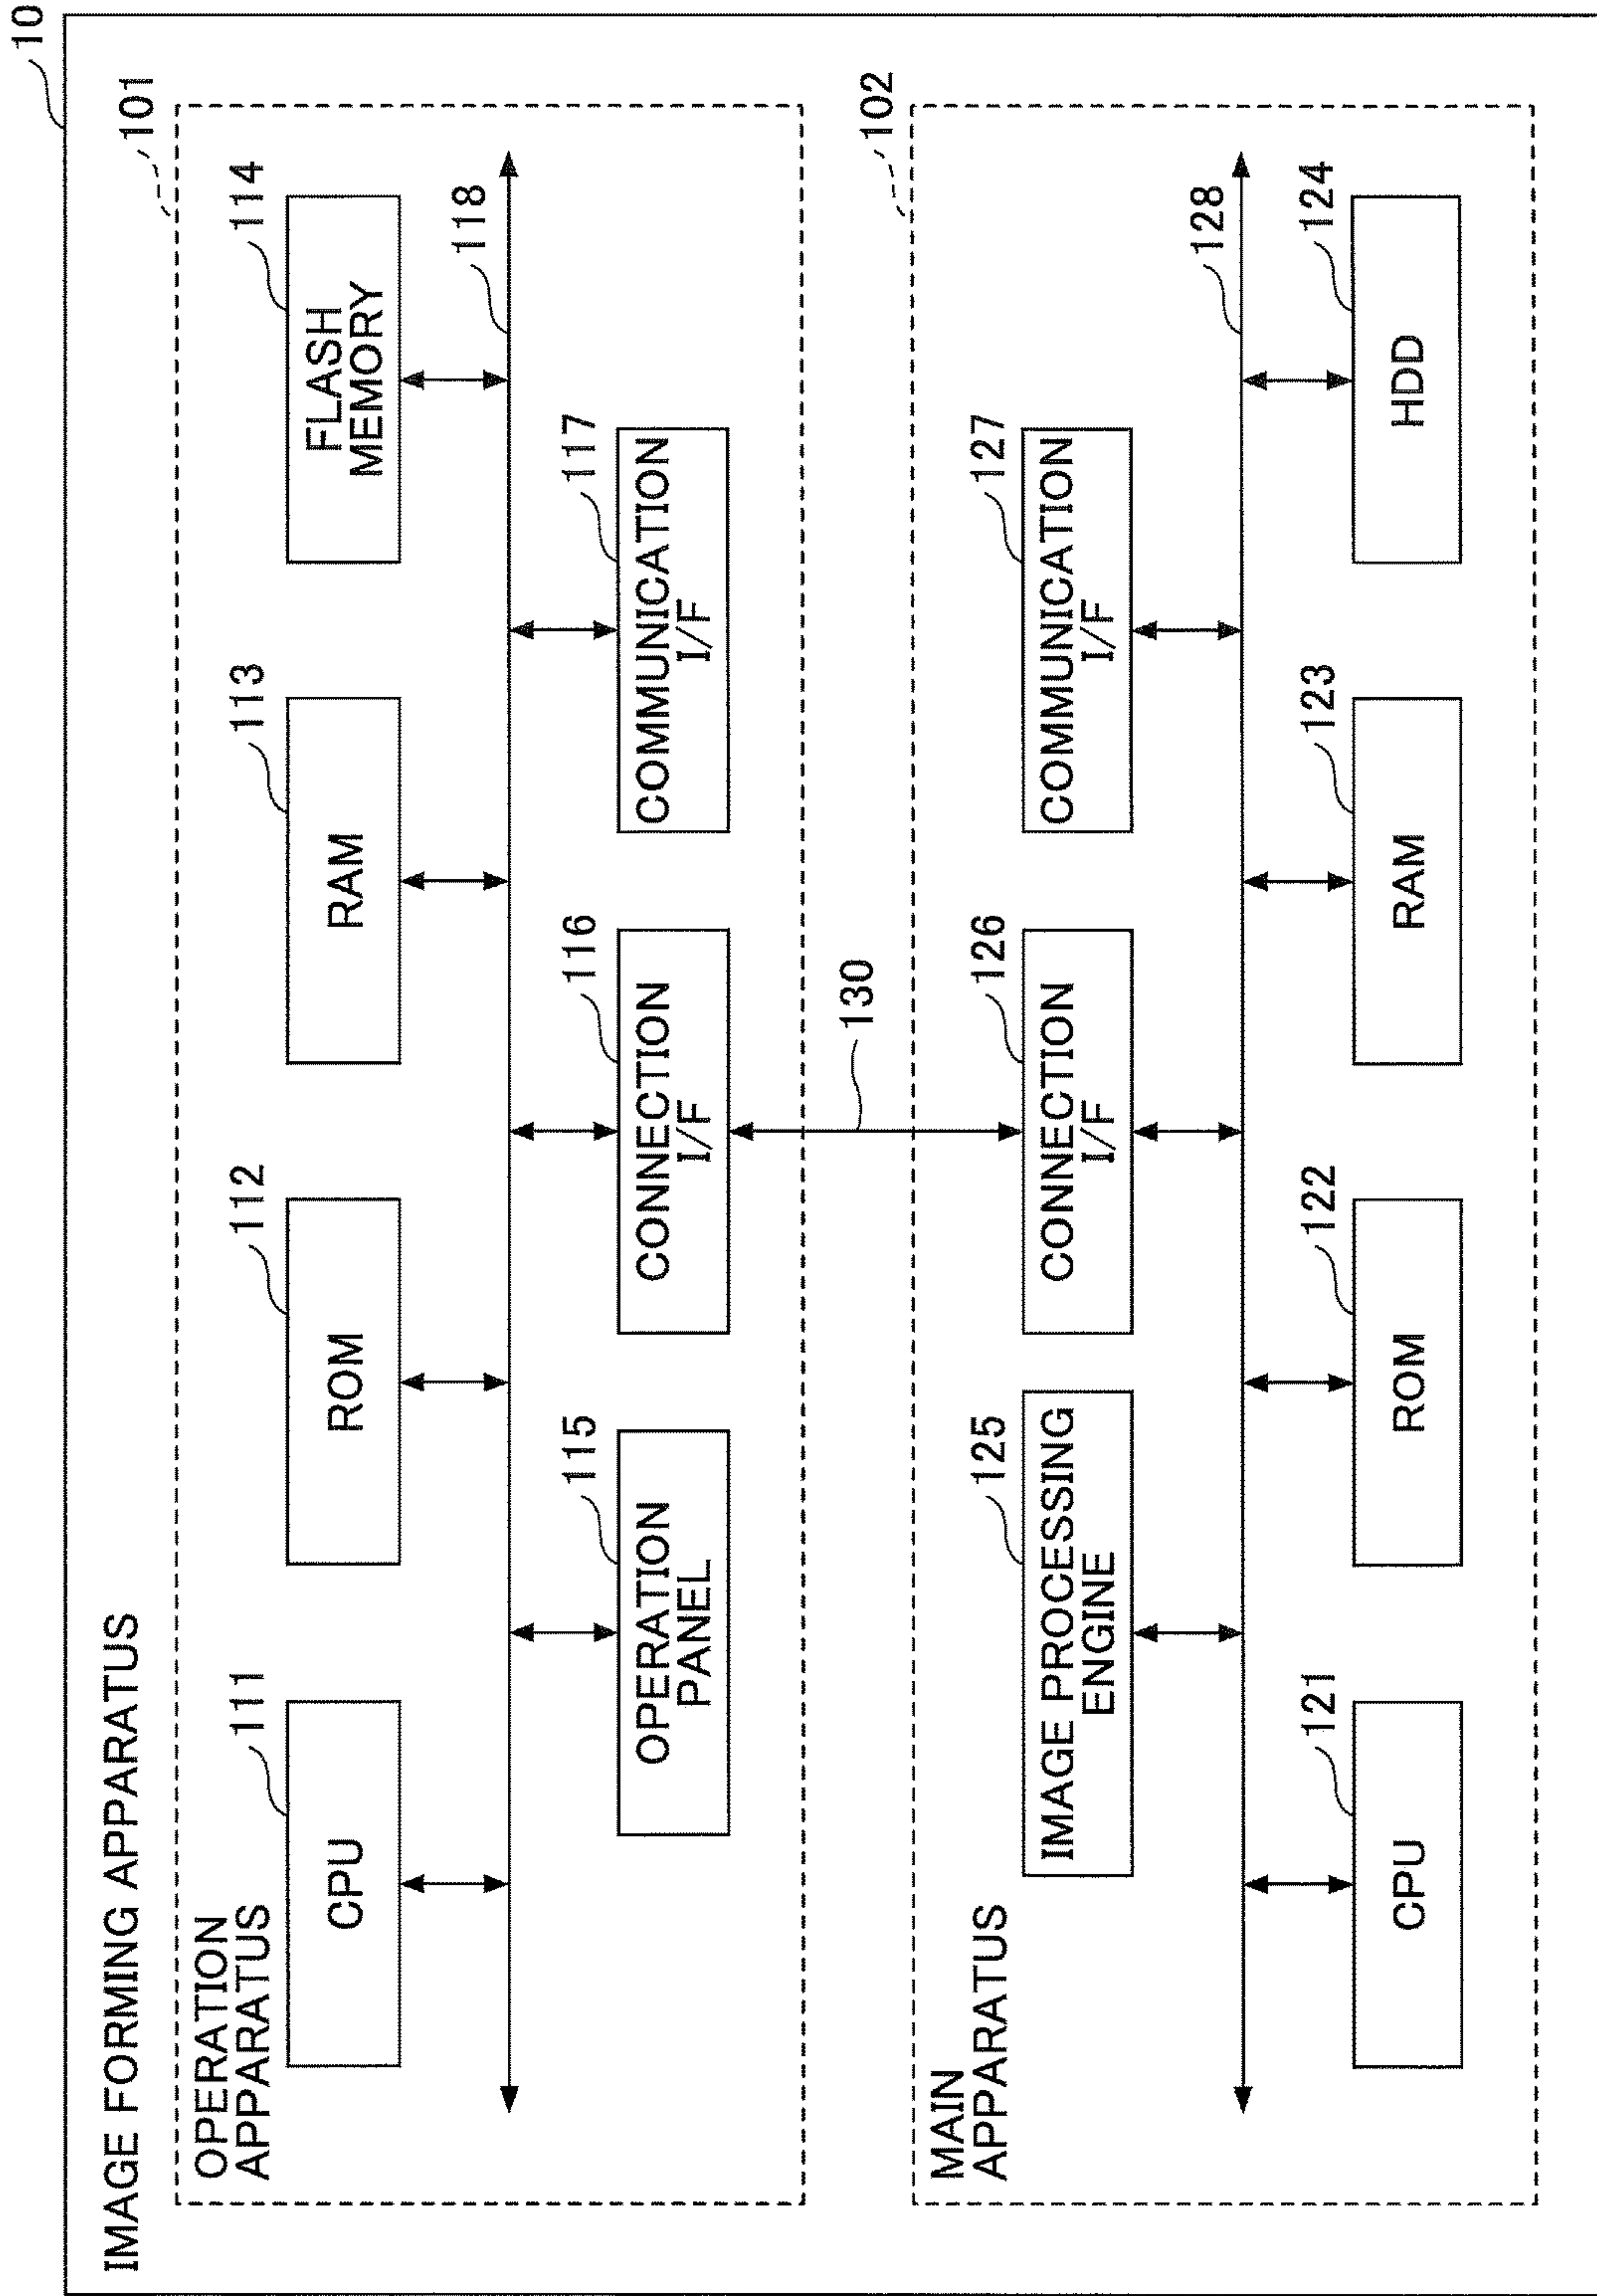 10
IMAGE FORMING APPARATUS
101
OPERATION
APPARATUS
111
112
113
114
CPU
ROM
RAM
FLASH
MEMORY
118
115
116
117
OPERATION
PANEL
CONNECTION
I/F
COMMUNICATION
I/F
130
102
MAIN
APPARATUS
125
126
127
IMAGE PROCESSING
ENGINE
CONNECTION
I/F
COMMUNICATION
I/F
128
121
122
123
124
CPU
ROM
RAM
HDD